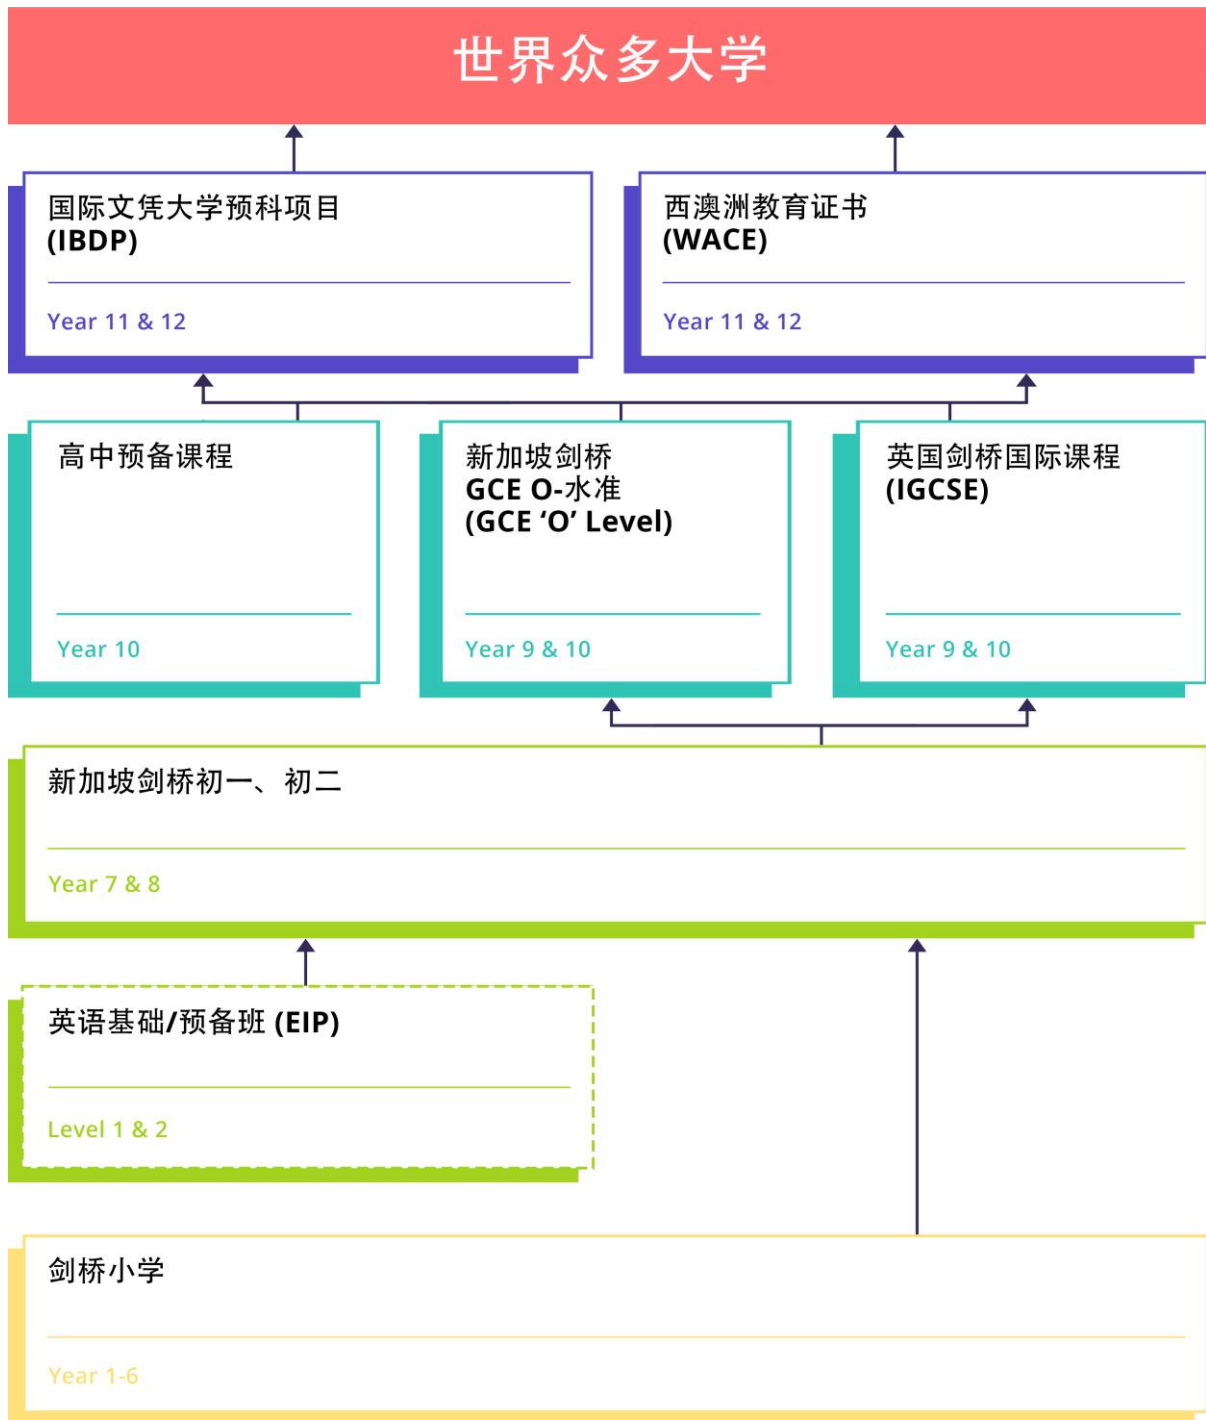 世界众多大学
国际文凭大学预科项目
(IBDP)
Year 11 & 12
西澳洲教育证书
(WACE)
Year 11 & 12
高中预备课程
Year 10
新加坡剑桥
GCE O-水准
(GCE ‘O’ Level)
Year 9 & 10
英国剑桥国际课程
(IGCSE)
Year 9 & 10
新加坡剑桥初一、初二
Year 7 & 8
英语基础/预备班 (EIP)
Level 1 & 2
剑桥小学
Year 1-6